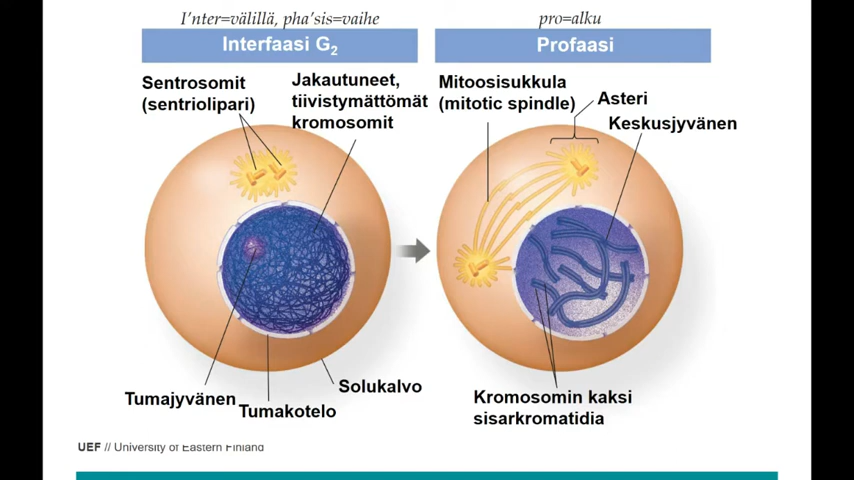 I'nter=välillä, pha'sis=vaihe
pro=alku
Interfaasi G₂
Profaasi
Sentrosomit
(sentriolipari)
Jakautuneet,
tiivistymättömät
kromosomit
Mitoosisukkula
(mitotic spindle)
Asteri
Keskusjyvänen
Tumajyvänen
Tumakotelo
Solukalvo
Kromosomin kaksi
sisarkromatidia
UEF // University of Eastern Finland